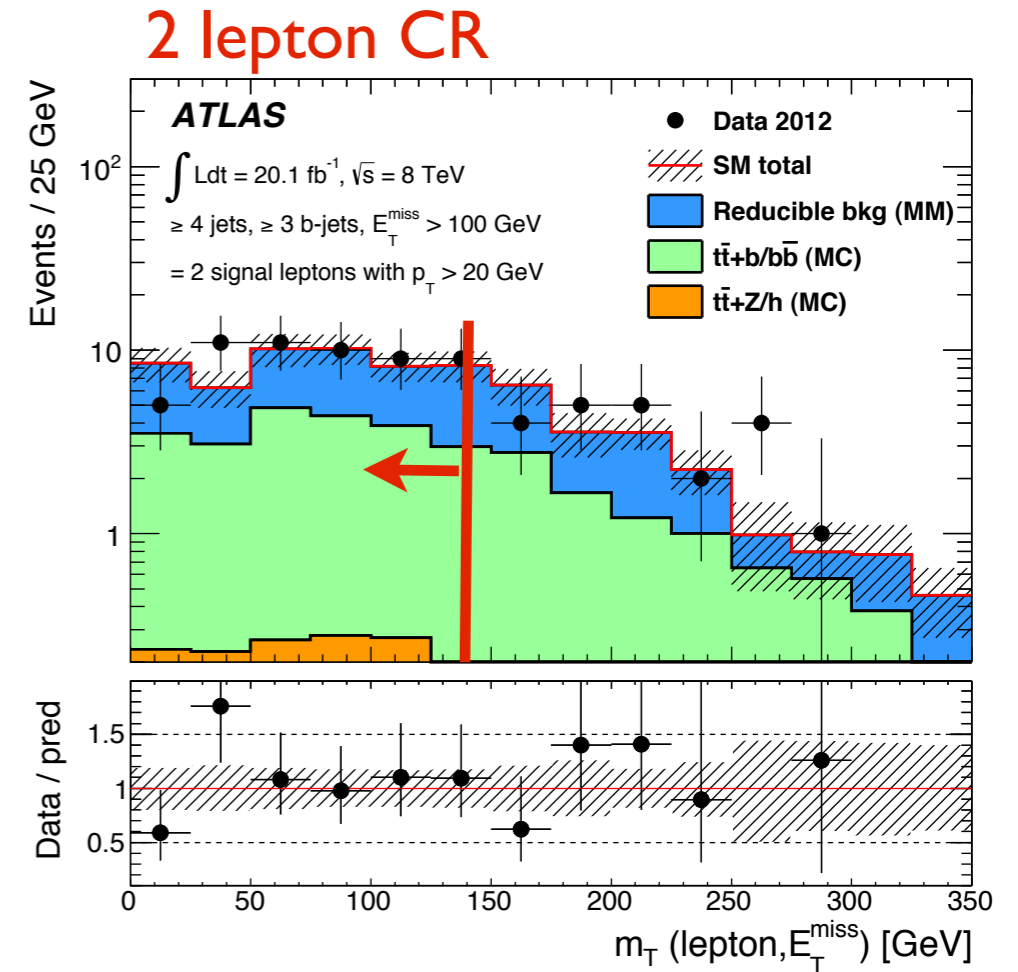 2 lepton CR
ATLAS
∫ Ldt = 20.1 fb⁻¹, √s = 8 TeV
≥ 4 jets, ≥ 3 b-jets, E_T^miss > 100 GeV
= 2 signal leptons with p_T > 20 GeV
Data 2012
SM total
Reducible bkg (MM)
tt̄+b/bb̄ (MC)
tt̄+Z/h (MC)
Events / 25 GeV
10²
10
1
Data / pred
1.5
1
0.5
0 50 100 150 200 250 300 350
m_T (lepton,E_T^miss) [GeV]